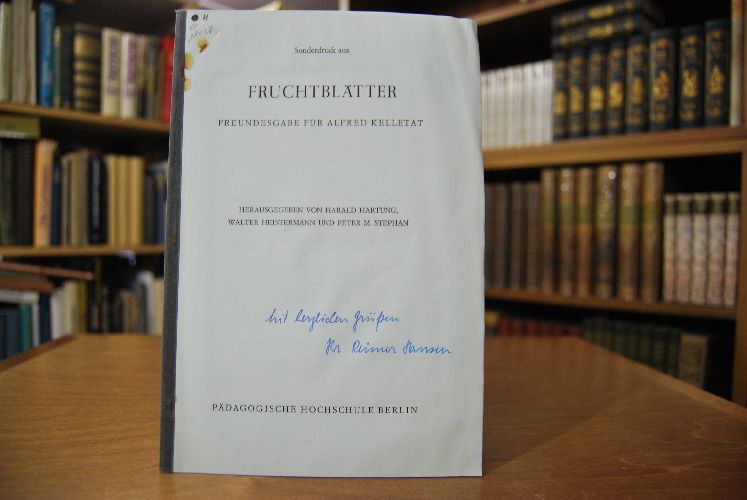 Sonderdruck aus
FRUCHTBLÄTTER
FREUNDESGABE FÜR ALFRED KELLETAT
HERAUSGEGEBEN VON HARALD HARTUNG,
WALTER HEISTERMANN UND PETER M. STEPHAN
Mit herzlichen Grüßen
Ihr Reimer Hansen
PÄDAGOGISCHE HOCHSCHULE BERLIN